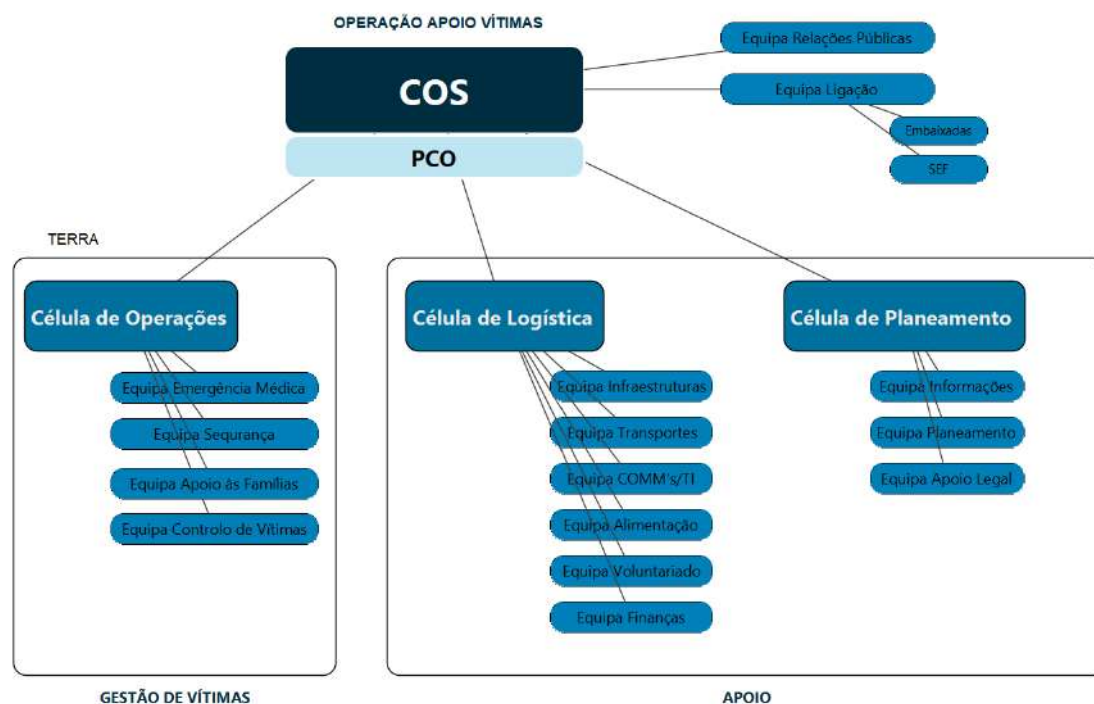 OPERAÇÃO APOIO VÍTIMAS
COS
PCO
Equipa Relações Públicas
Equipa Ligação
Embaixadas
SEF
TERRA
Célula de Operações
Equipa Emergência Médica
Equipa Segurança
Equipa Apoio às Famílias
Equipa Controlo de Vítimas
GESTÃO DE VÍTIMAS
Célula de Logística
Equipa Infraestruturas
Equipa Transportes
Equipa COMM's/TI
Equipa Alimentação
Equipa Voluntariado
Equipa Finanças
Célula de Planeamento
Equipa Informações
Equipa Planeamento
Equipa Apoio Legal
APOIO